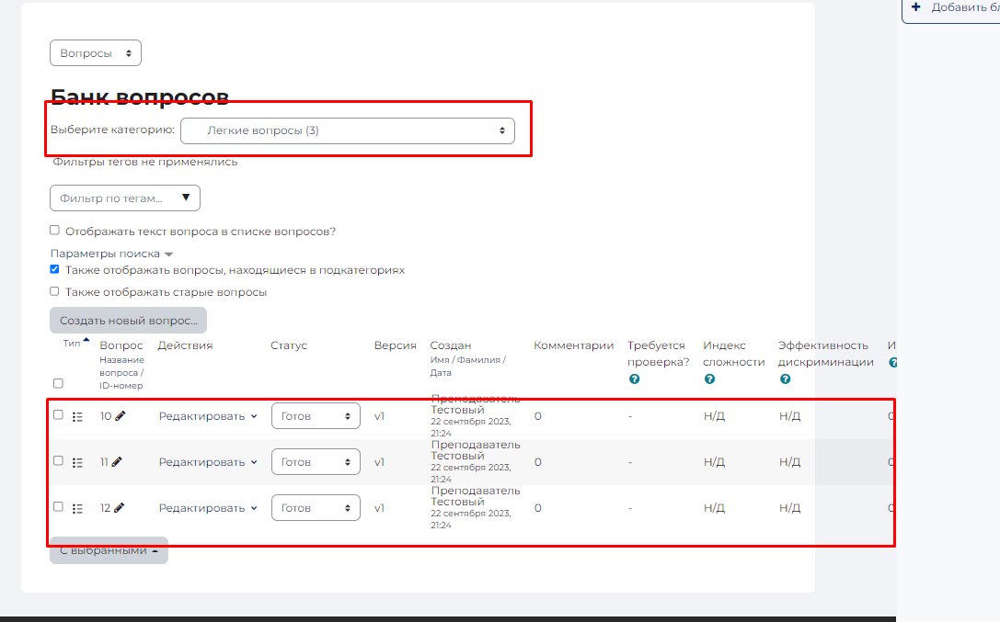 Добавить бл
Вопросы
Банк вопросов
Выберите категорию: Легкие вопросы (3)
Фильтры тегов не применялись
Фильтр по тегам...
Отображать текст вопроса в списке вопросов?
Параметры поиска
Также отображать вопросы, находящиеся в подкатегориях
Также отображать старые вопросы
Создать новый вопрос...
Тип Вопрос Действия Статус Версия Создан Комментарии Требуется Индекс Эффективность И
Название Имя / Фамилия / проверка? сложности дискриминации
вопроса / Дата
ID-номер
Преподаватель
10 Редактировать Готов v1 Тестовый 0 - Н/Д Н/Д 0
22 сентября 2023,
21:24
Преподаватель
11 Редактировать Готов v1 Тестовый 0 - Н/Д Н/Д 0
22 сентября 2023,
21:24
Преподаватель
12 Редактировать Готов v1 Тестовый 0 - Н/Д Н/Д 0
22 сентября 2023,
21:24
С выбранными